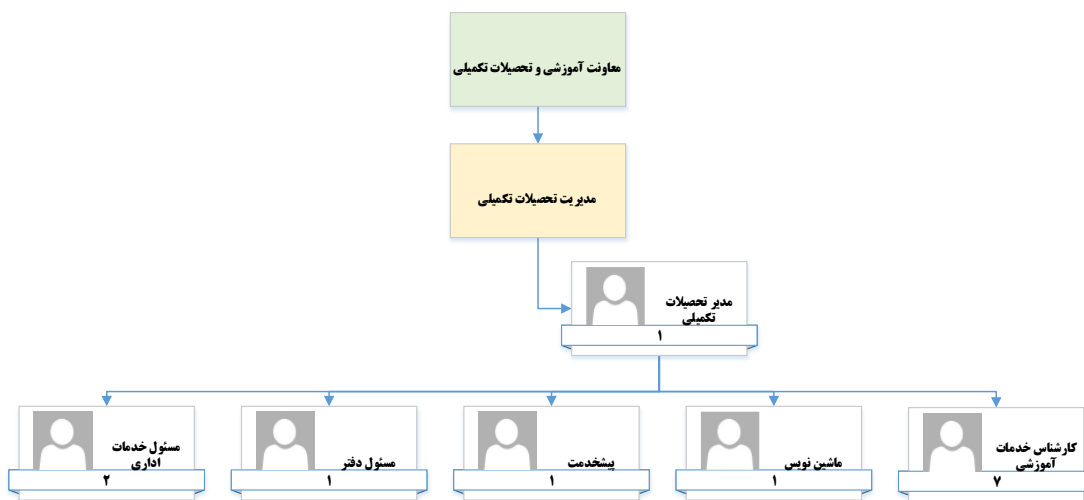 معاونت آموزشی و تحصیلات تکمیلی
مدیریت تحصیلات تکمیلی
مدیر تحصیلات
تکمیلی
۱
کارشناس خدمات
آموزشی
۷
ماشین نویس
۱
پیشخدمت
۱
مسئول دفتر
۱
مسئول خدمات
اداری
۲